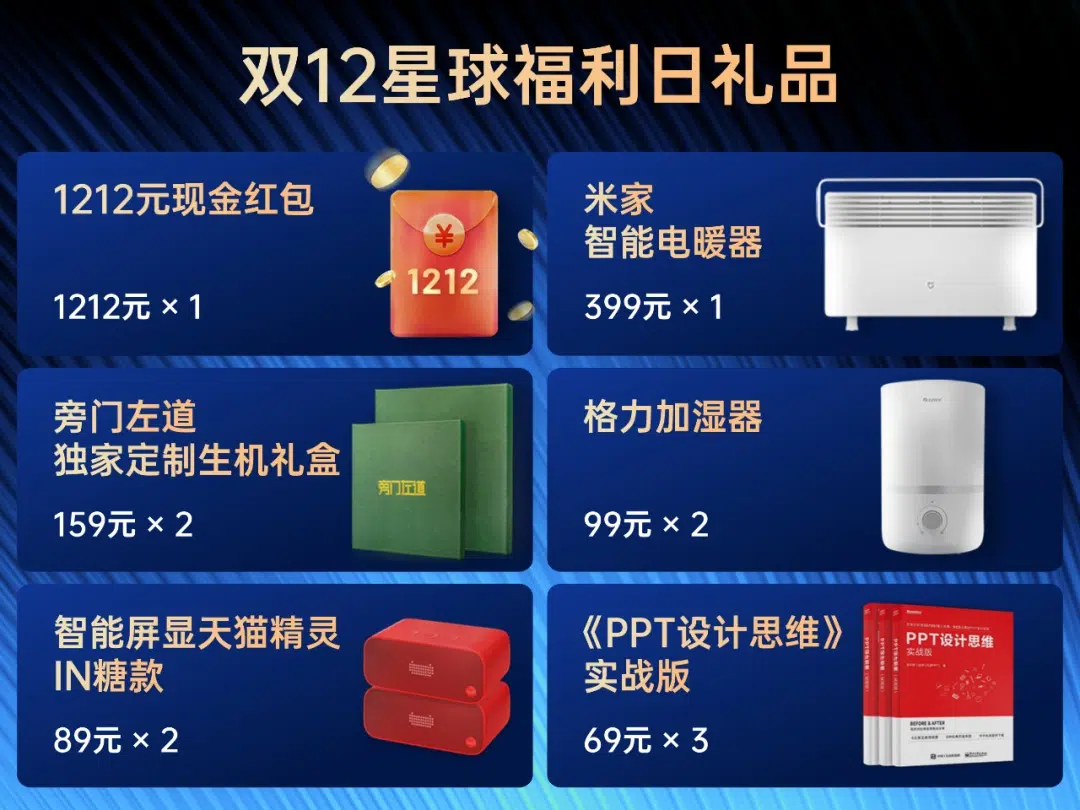 双12星球福利日礼品
1212元现金红包
1212元 × 1
¥
1212
米家
智能电暖器
399元 × 1
旁门左道
独家定制生机礼盒
159元 × 2
旁门左道
格力加湿器
99元 × 2
智能屏显天猫精灵
IN糖款
89元 × 2
《PPT设计思维》
实战版
69元 × 3
PPT设计思维
实战版
BEFORE & AFTER